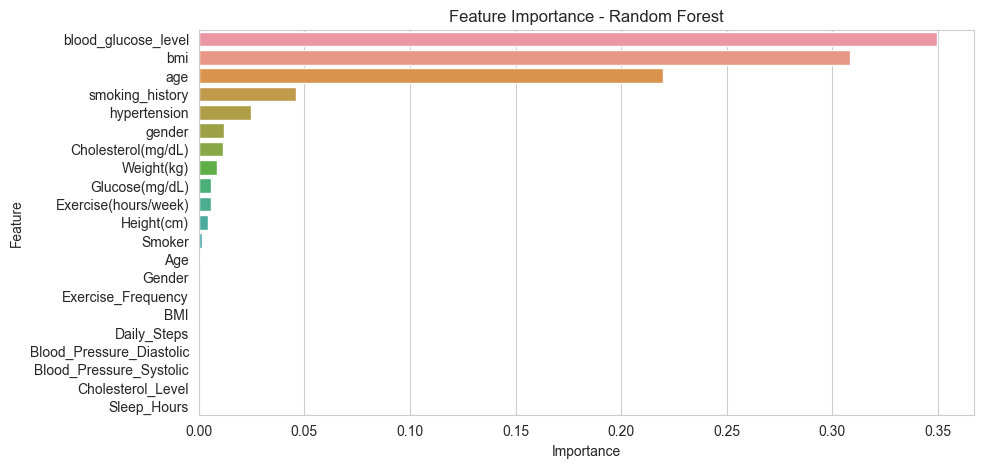 Feature Importance - Random Forest
blood_glucose_level
bmi
age
smoking_history
hypertension
gender
Cholesterol(mg/dL)
Weight(kg)
Glucose(mg/dL)
Exercise(hours/week)
Height(cm)
Smoker
Age
Gender
Exercise_Frequency
BMI
Daily_Steps
Blood_Pressure_Diastolic
Blood_Pressure_Systolic
Cholesterol_Level
Sleep_Hours
Feature
0.00 0.05 0.10 0.15 0.20 0.25 0.30 0.35
Importance